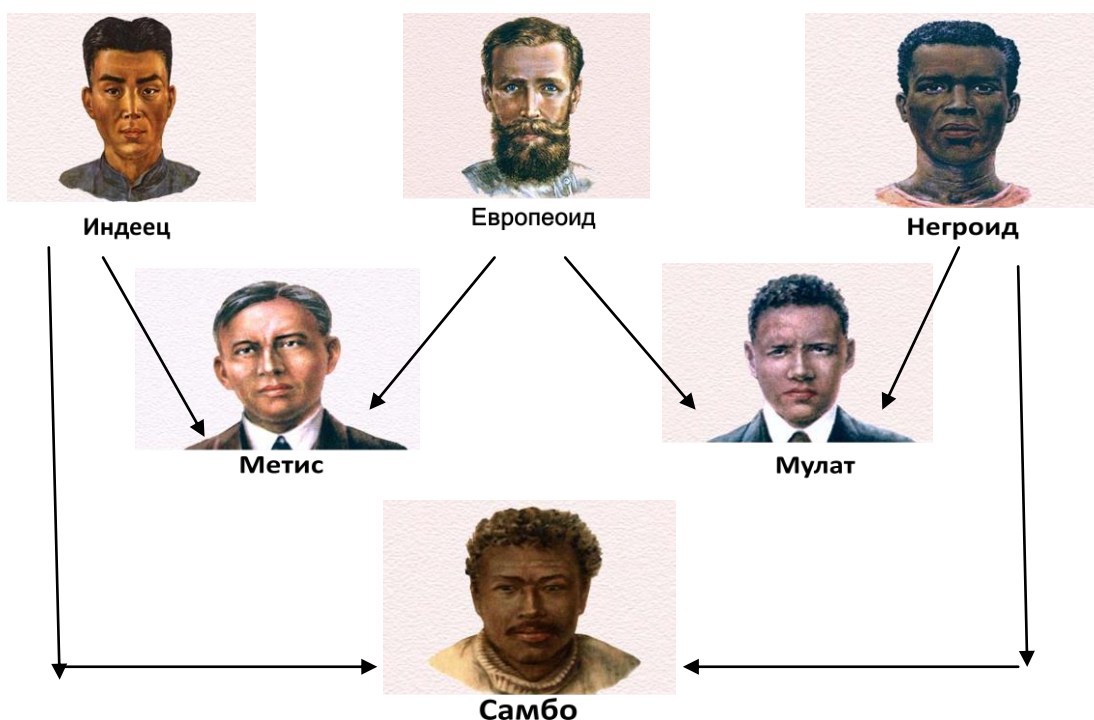 Индеец
Европеоид
Негроид
Метис
Мулат
Самбо